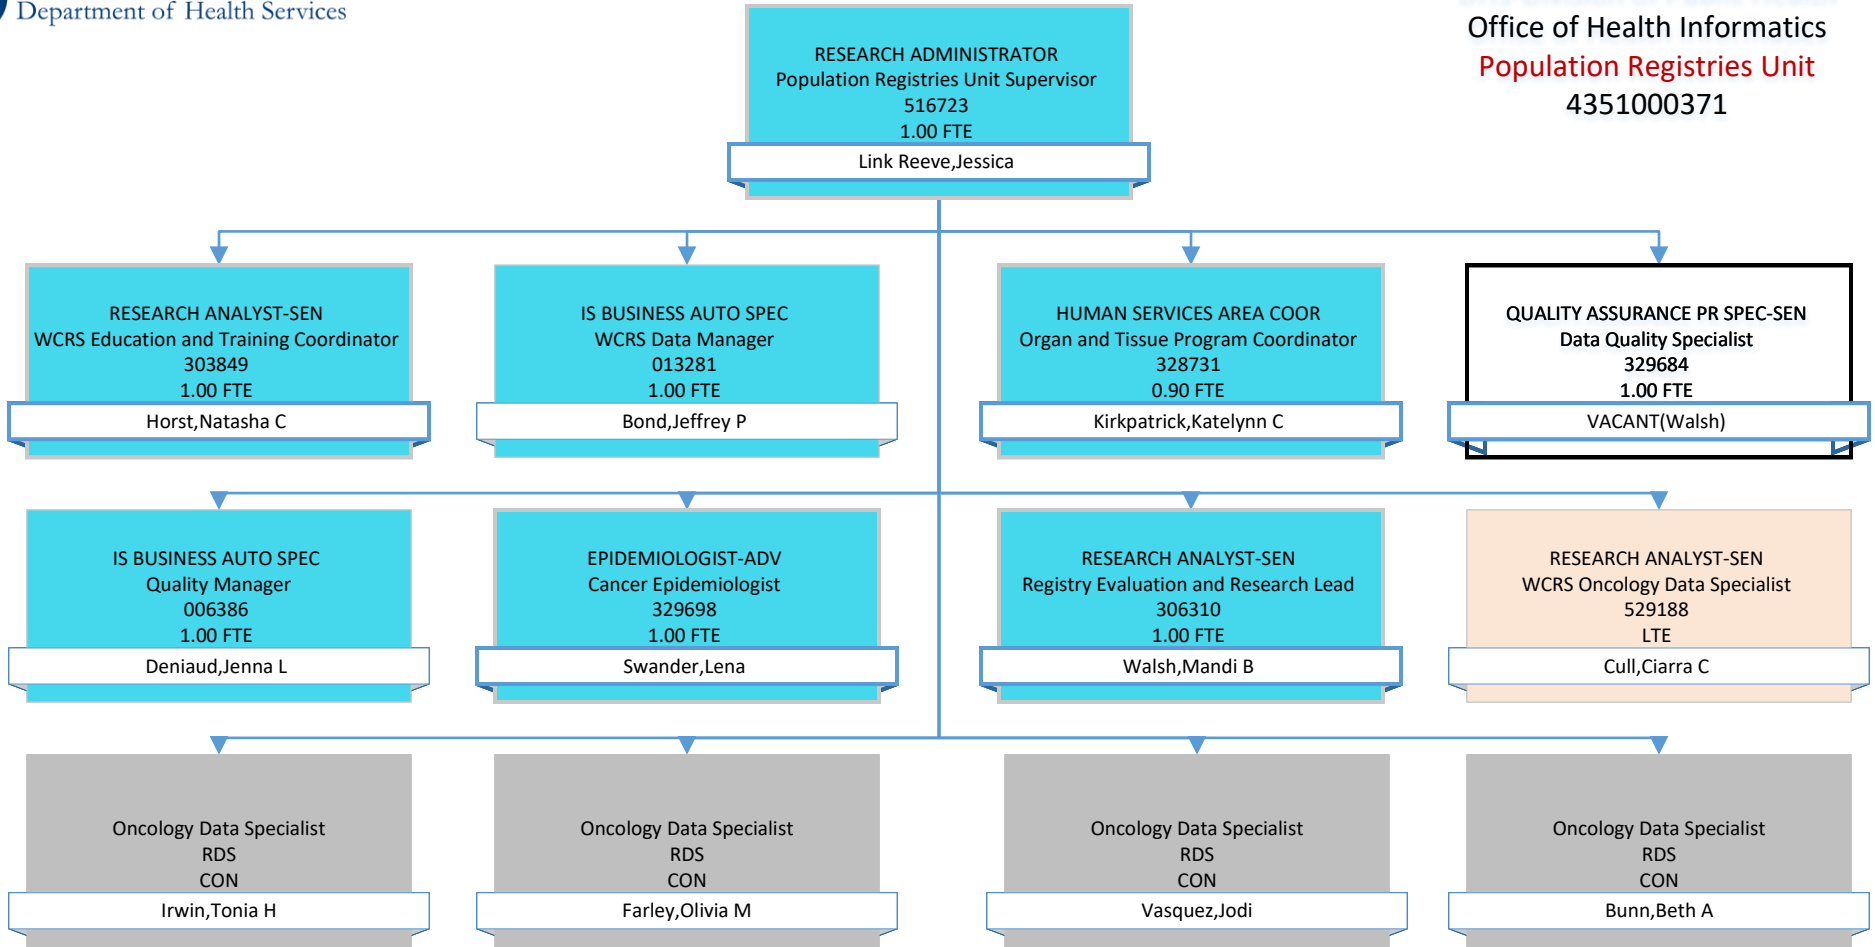 Department of Health Services
Office of Health Informatics
Population Registries Unit
4351000371
RESEARCH ADMINISTRATOR
Population Registries Unit Supervisor
516723
1.00 FTE
Link Reeve,Jessica
RESEARCH ANALYST-SEN
WCRS Education and Training Coordinator
303849
1.00 FTE
Horst,Natasha C
IS BUSINESS AUTO SPEC
WCRS Data Manager
013281
1.00 FTE
Bond,Jeffrey P
HUMAN SERVICES AREA COOR
Organ and Tissue Program Coordinator
328731
0.90 FTE
Kirkpatrick,Katelynn C
QUALITY ASSURANCE PR SPEC-SEN
Data Quality Specialist
329684
1.00 FTE
VACANT(Walsh)
IS BUSINESS AUTO SPEC
Quality Manager
006386
1.00 FTE
Deniaud,Jenna L
EPIDEMIOLOGIST-ADV
Cancer Epidemiologist
329698
1.00 FTE
Swander,Lena
RESEARCH ANALYST-SEN
Registry Evaluation and Research Lead
306310
1.00 FTE
Walsh,Mandi B
RESEARCH ANALYST-SEN
WCRS Oncology Data Specialist
529188
LTE
Cull,Ciarra C
Oncology Data Specialist
RDS
CON
Irwin,Tonia H
Oncology Data Specialist
RDS
CON
Farley,Olivia M
Oncology Data Specialist
RDS
CON
Vasquez,Jodi
Oncology Data Specialist
RDS
CON
Bunn,Beth A